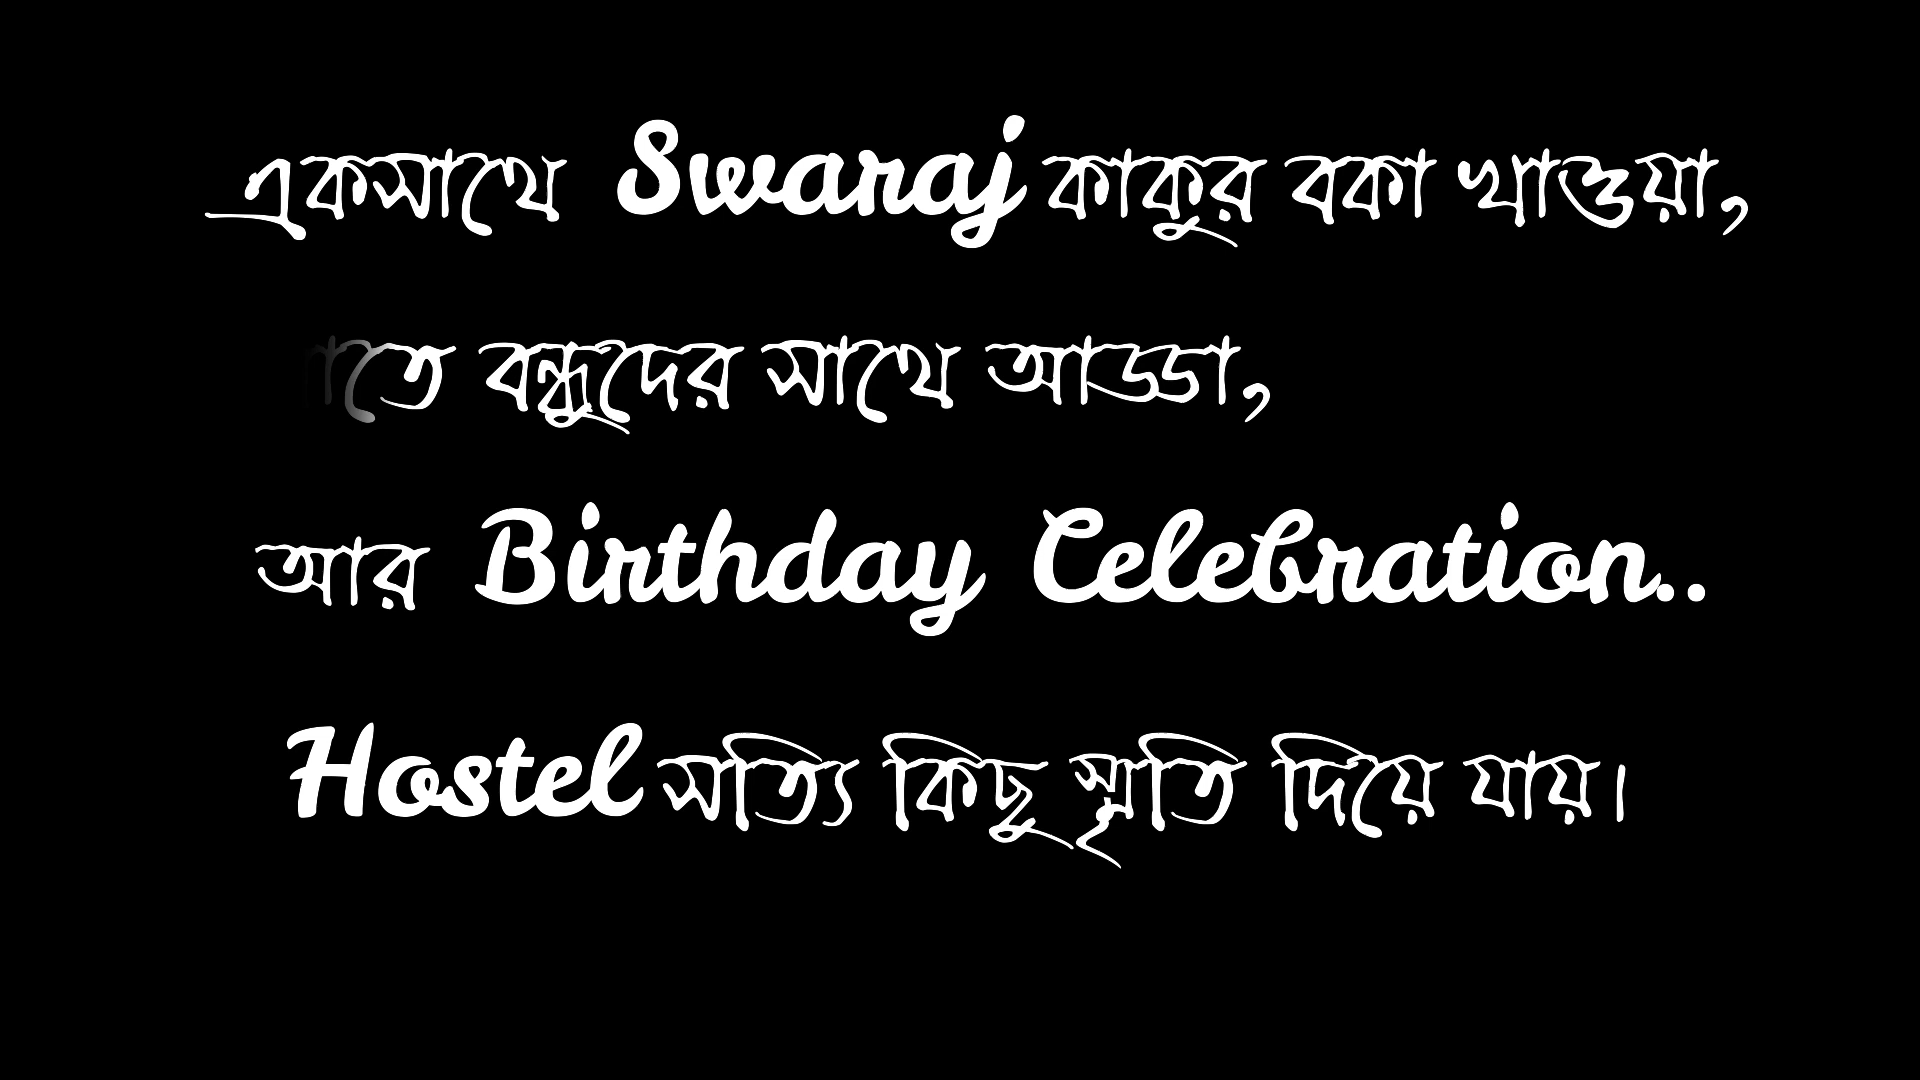 একসাথে Swaraj কাকুর বকা খাওয়া,
বন্ধুদের সাথে আড্ডা,
আর Birthday Celebration..
Hostel সত্যি কিছু স্মৃতি দিয়ে যায়।